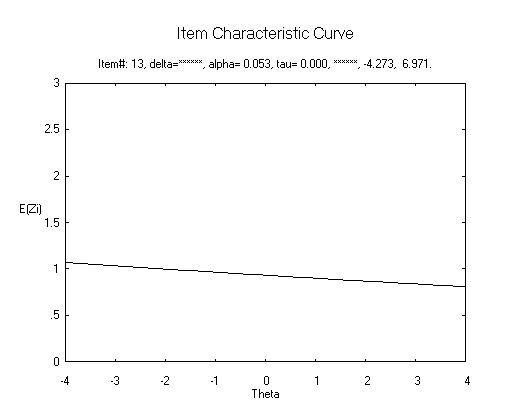 Item Characteristic Curve
Item#: 13, delta=******, alpha= 0.053, tau= 0.000, ******, -4.273,  6.971.
3
2.5
2
E(Zi)
1.5
1
.5
0
-4 -3 -2 -1 0 1 2 3 4
Theta